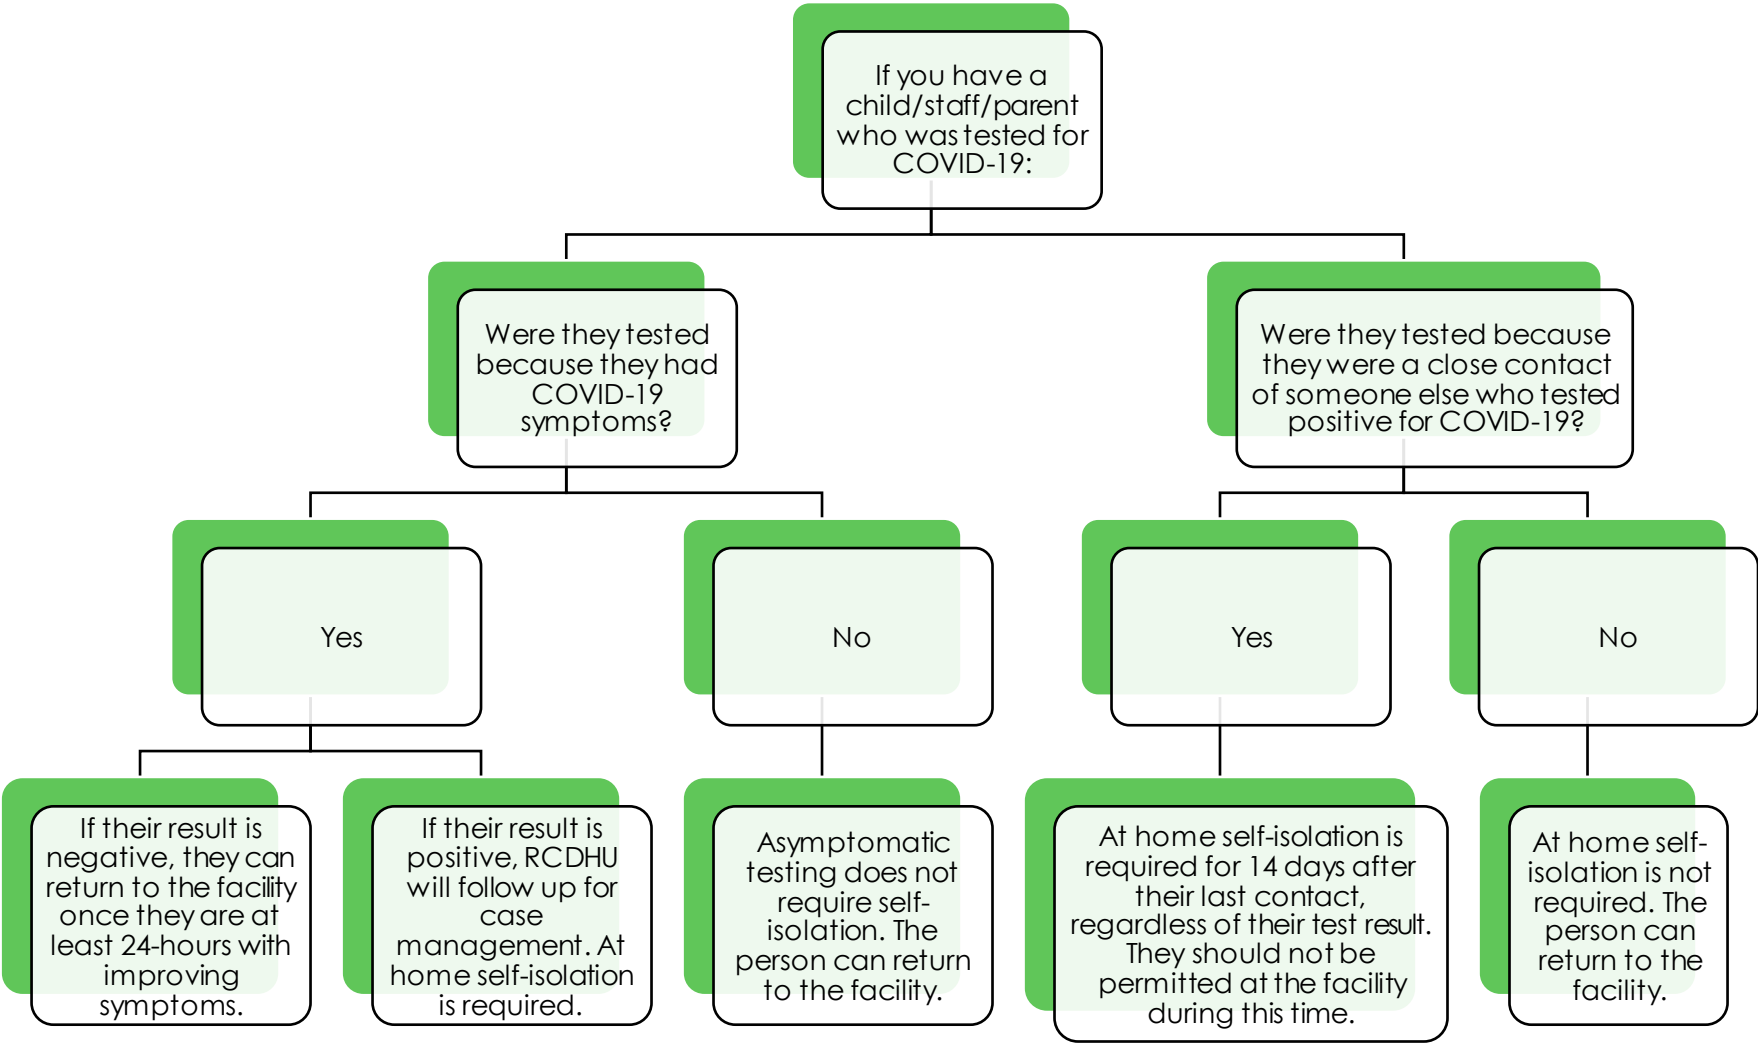 If you have a
child/staff/parent
who was tested for
COVID-19:
Were they tested
because they had
COVID-19
symptoms?
Were they tested because
they were a close contact
of someone else who tested
positive for COVID-19?
Yes
No
Yes
No
If their result is
negative, they can
return to the facility
once they are at
least 24-hours with
improving
symptoms.
If their result is
positive, RCDHU
will follow up for
case
management. At
home self-isolation
is required.
Asymptomatic
testing does not
require self-
isolation. The
person can return
to the facility.
At home self-isolation is
required for 14 days after
their last contact,
regardless of their test result.
They should not be
permitted at the facility
during this time.
At home self-
isolation is not
required. The
person can
return to the
facility.